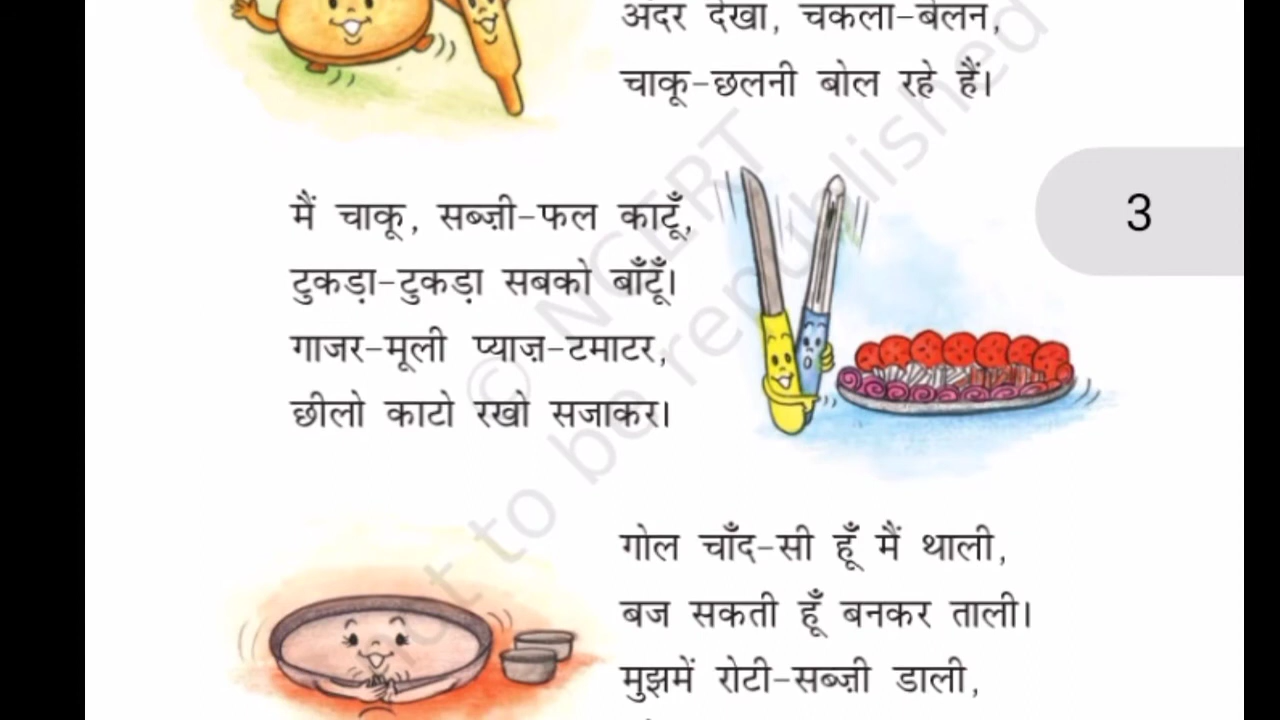 अंदर देखा, चकला-बेलन,
चाकू-छलनी बोल रहे हैं।
3
मैं चाकू, सब्ज़ी-फल काटूँ,
टुकड़ा-टुकड़ा सबको बाँटूँ।
गाजर-मूली प्याज़-टमाटर,
छीलो काटो रखो सजाकर।
गोल चाँद-सी हूँ मैं थाली,
बज सकती हूँ बनकर ताली।
मुझमें रोटी-सब्ज़ी डाली,
© NCERT
not to be republished